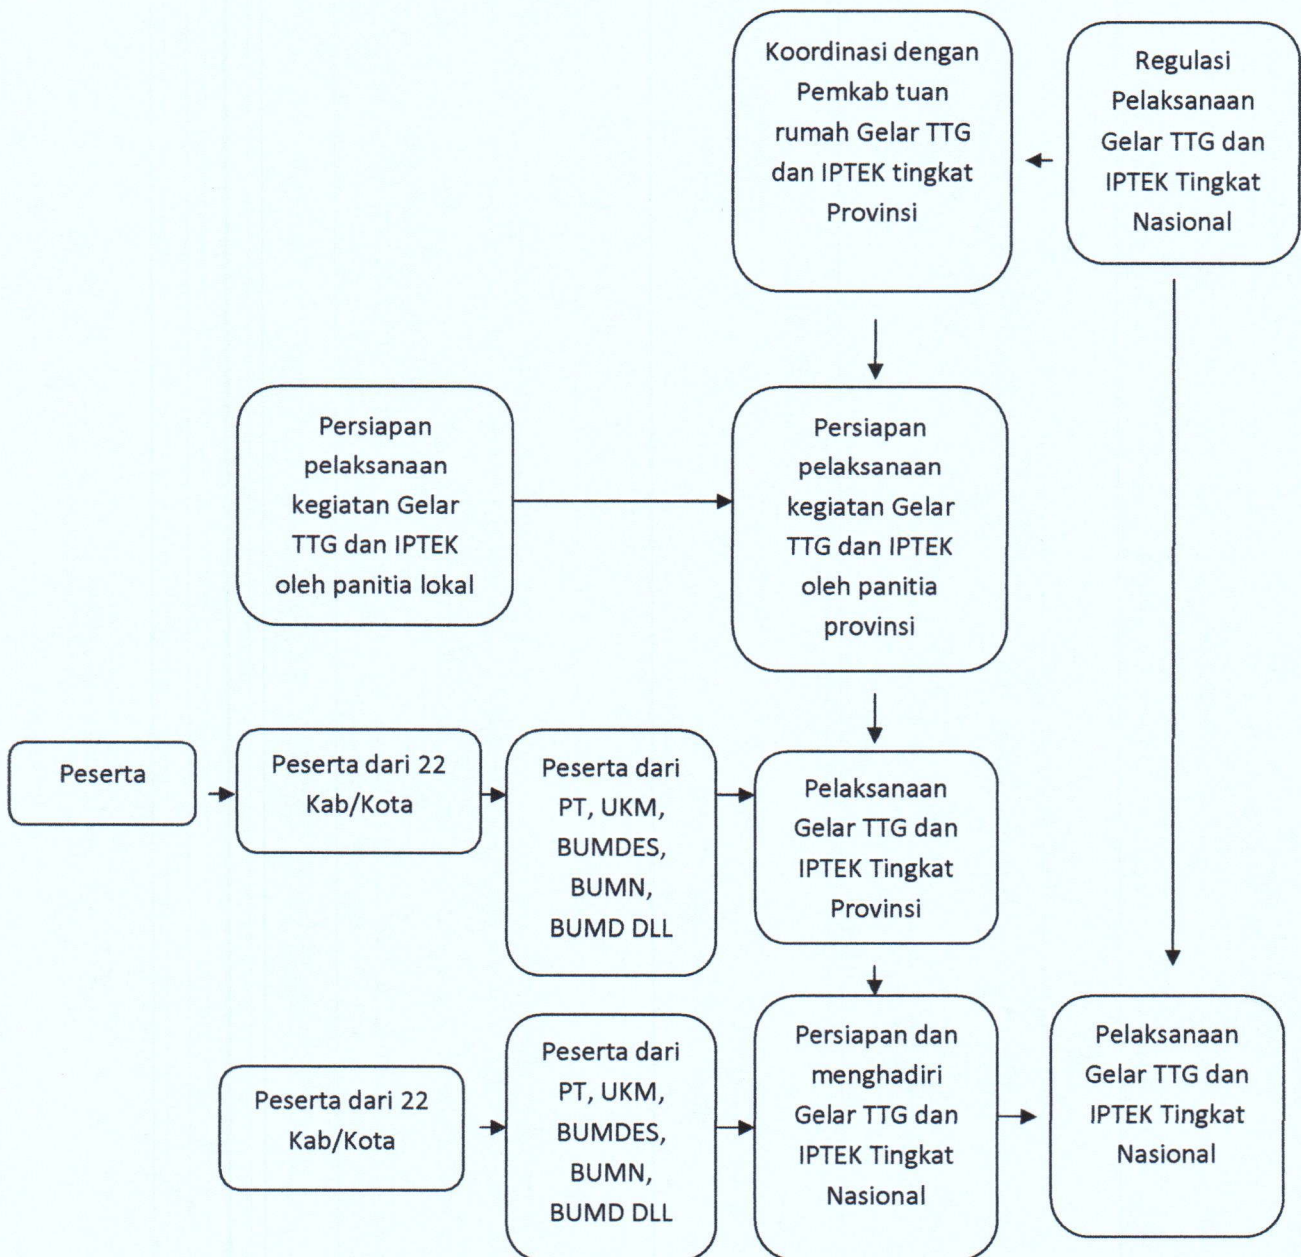 Koordinasi dengan
Pemkab tuan
rumah Gelar TTG
dan IPTEK tingkat
Provinsi
Regulasi
Pelaksanaan
Gelar TTG dan
IPTEK Tingkat
Nasional
Persiapan
pelaksanaan
kegiatan Gelar
TTG dan IPTEK
oleh panitia lokal
Persiapan
pelaksanaan
kegiatan Gelar
TTG dan IPTEK
oleh panitia
provinsi
Peserta
Peserta dari 22
Kab/Kota
Peserta dari
PT, UKM,
BUMDES,
BUMN,
BUMD DLL
Pelaksanaan
Gelar TTG dan
IPTEK Tingkat
Provinsi
Peserta dari 22
Kab/Kota
Peserta dari
PT, UKM,
BUMDES,
BUMN,
BUMD DLL
Persiapan dan
menghadiri
Gelar TTG dan
IPTEK Tingkat
Nasional
Pelaksanaan
Gelar TTG dan
IPTEK Tingkat
Nasional